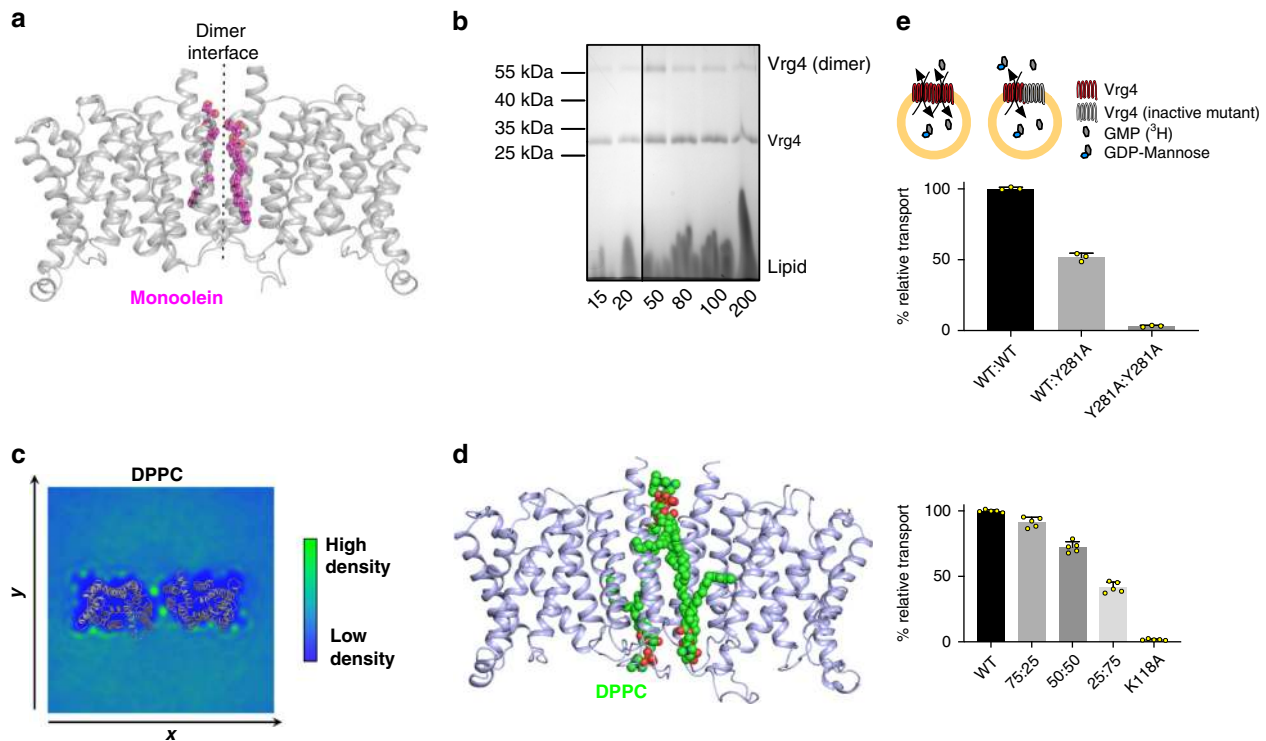 a
Dimer
interface
Monoolein
b
55 kDa
40 kDa
35 kDa
25 kDa
Vrg4 (dimer)
Vrg4
Lipid
15 20 50 80 100 200
e
Vrg4
Vrg4 (inactive mutant)
GMP (³H)
GDP-Mannose
% relative transport
100
50
0
WT:WT
WT:Y281A
Y281A:Y281A
c
DPPC
y
x
High
density
Low
density
d
DPPC
% relative transport
100
50
0
WT
75:25
50:50
25:75
K118A